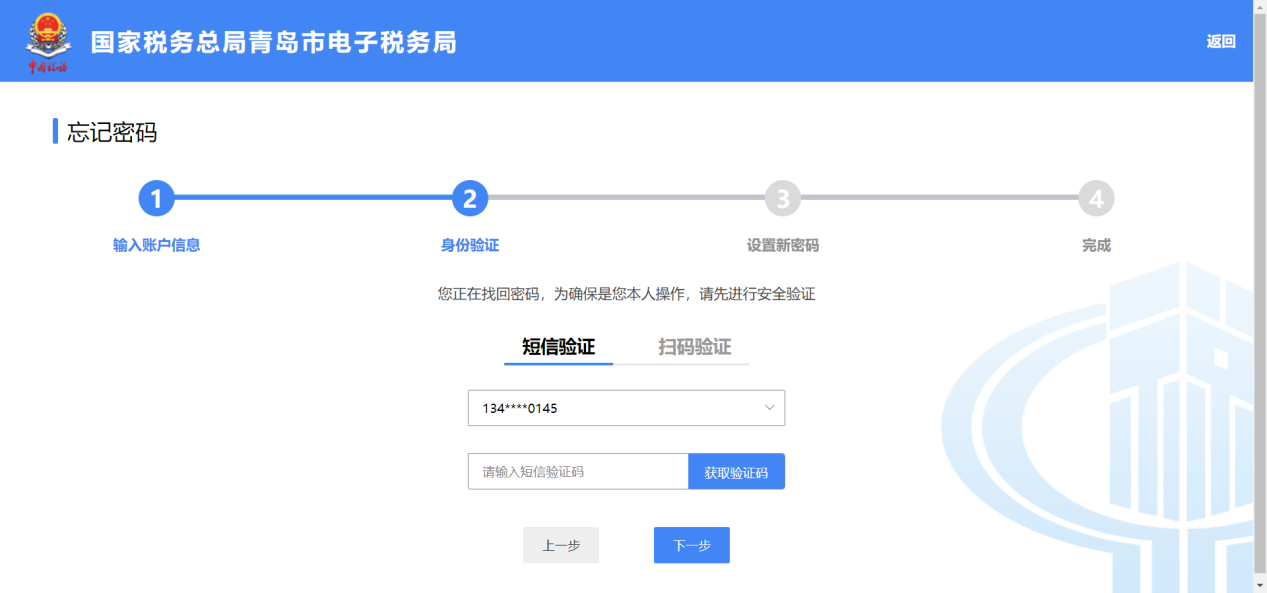 国家税务总局青岛市电子税务局
返回
中国税务
忘记密码
1 2 3 4
输入账户信息 身份验证 设置新密码 完成
您正在找回密码，为确保是您本人操作，请先进行安全验证
短信验证 扫码验证
134****0145
请输入短信验证码 获取验证码
上一步 下一步